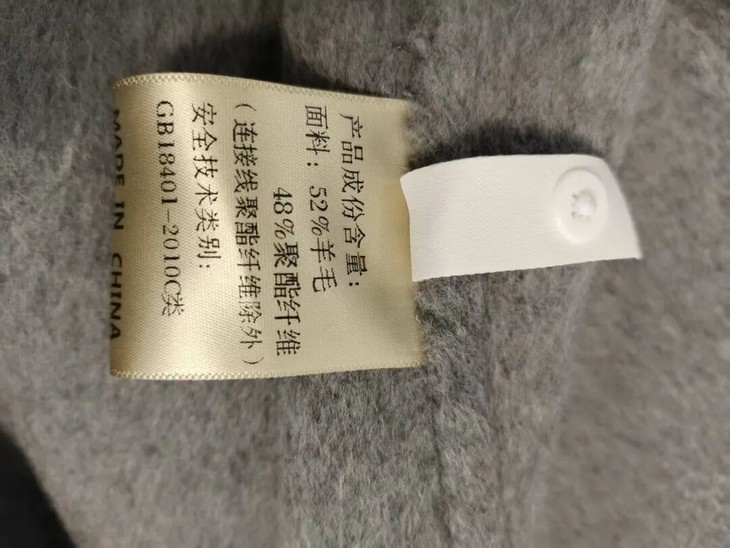 产品成份含量：
面料：52%羊毛
48%聚酯纤维
（连接线聚酯纤维除外）
安全技术类别：
GB18401-2010C类
MADE IN CHINA